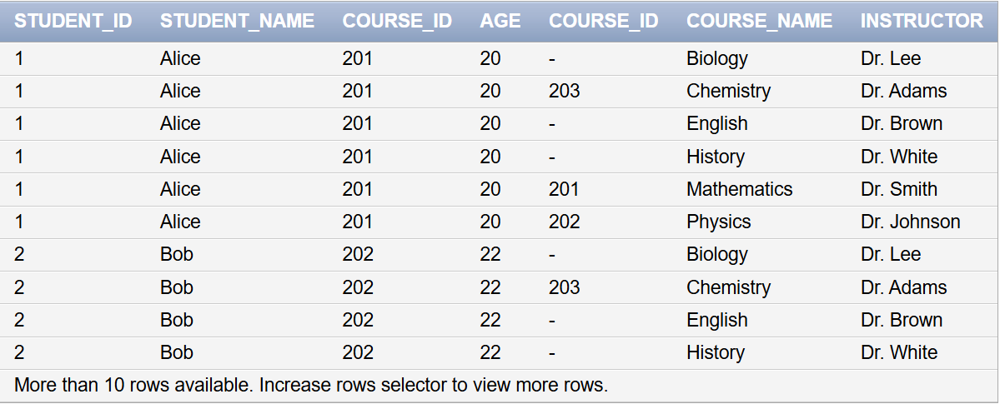 STUDENT_ID STUDENT_NAME COURSE_ID AGE COURSE_ID COURSE_NAME INSTRUCTOR
1 Alice 201 20 - Biology Dr. Lee
1 Alice 201 20 203 Chemistry Dr. Adams
1 Alice 201 20 - English Dr. Brown
1 Alice 201 20 - History Dr. White
1 Alice 201 20 201 Mathematics Dr. Smith
1 Alice 201 20 202 Physics Dr. Johnson
2 Bob 202 22 - Biology Dr. Lee
2 Bob 202 22 203 Chemistry Dr. Adams
2 Bob 202 22 - English Dr. Brown
2 Bob 202 22 - History Dr. White
More than 10 rows available. Increase rows selector to view more rows.